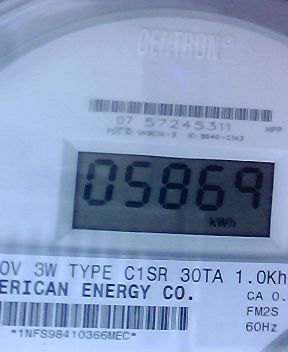 CENTRON®
07 57245311 HPP
05869
kWh
0V 3W TYPE C1SR 30TA 1.0Kh
ERICAN ENERGY CO.
CA 0.
FM2S
60Hz
*1NFS98410366MEC*